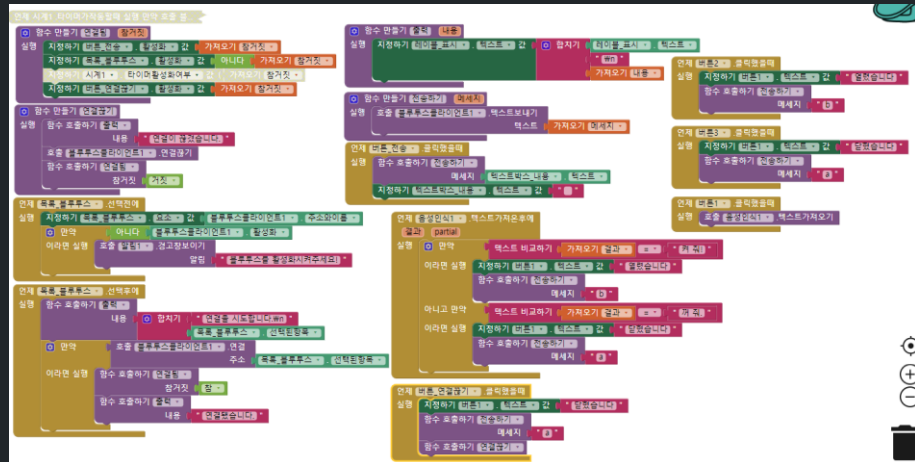 언제 시계1 타이머가작동할때 실행 만약 호출 블...
함수 만들기 연결됨 참거짓
실행 지정하기 버튼_전송 . 활성화 값 가져오기 참거짓
지정하기 목록_블루투스 . 활성화 값 아니다 가져오기 참거짓
지정하기 시계1 . 타이머활성화여부 값 가져오기 참거짓
지정하기 버튼_연결끊기 . 활성화 값 가져오기 참거짓
함수 만들기 연결끊기
실행 함수 호출하기 출력
내용 " 연결이 끊겼습니다. "
호출 블루투스클라이언트1 .연결끊기
함수 호출하기 연결됨
참거짓 거짓
언제 목록_블루투스 .선택전에
실행 지정하기 목록_블루투스 . 요소 값 블루투스클라이언트1 . 주소와이름
만약 아니다 블루투스클라이언트1 . 활성화
이라면 실행 호출 알림1 .경고창보이기
알림 " 블루투스를 활성화시켜주세요! "
언제 목록_블루투스 .선택후에
실행 함수 호출하기 출력
내용 합치기 " 연결을 시도합니다.\n "
목록_블루투스 . 선택된항목
만약 호출 블루투스클라이언트1 .연결
주소 목록_블루투스 . 선택된항목
이라면 실행 함수 호출하기 연결됨
참거짓 참
함수 호출하기 출력
내용 " 연결됐습니다. "
함수 만들기 출력 내용
실행 지정하기 레이블_표시 . 텍스트 값 합치기 레이블_표시 . 텍스트
" \n "
가져오기 내용
함수 만들기 전송하기 메세지
실행 호출 블루투스클라이언트1 .텍스트보내기
텍스트 가져오기 메세지
언제 버튼_전송 .클릭했을때
실행 함수 호출하기 전송하기
메세지 텍스트박스_내용 . 텍스트
지정하기 텍스트박스_내용 . 텍스트 값 " "
언제 음성인식1 .텍스트가져온후에
결과 partial
실행 만약 텍스트 비교하기 가져오기 결과 = " 켜 줘 "
이라면 실행 지정하기 버튼1 . 텍스트 값 " 열렸습니다 "
함수 호출하기 전송하기
메세지 " b "
아니고 만약 텍스트 비교하기 가져오기 결과 = " 꺼 줘 "
이라면 실행 지정하기 버튼1 . 텍스트 값 " 닫혔습니다 "
함수 호출하기 전송하기
메세지 " a "
언제 버튼_연결끊기 .클릭했을때
실행 지정하기 버튼1 . 텍스트 값 " 닫혔습니다 "
함수 호출하기 전송하기
메세지 " a "
함수 호출하기 연결끊기
언제 버튼2 .클릭했을때
실행 지정하기 버튼1 . 텍스트 값 " 열렸습니다 "
함수 호출하기 전송하기
메세지 " b "
언제 버튼3 .클릭했을때
실행 지정하기 버튼1 . 텍스트 값 " 닫혔습니다 "
함수 호출하기 전송하기
메세지 " a "
언제 버튼1 .클릭했을때
실행 호출 음성인식1 .텍스트가져오기